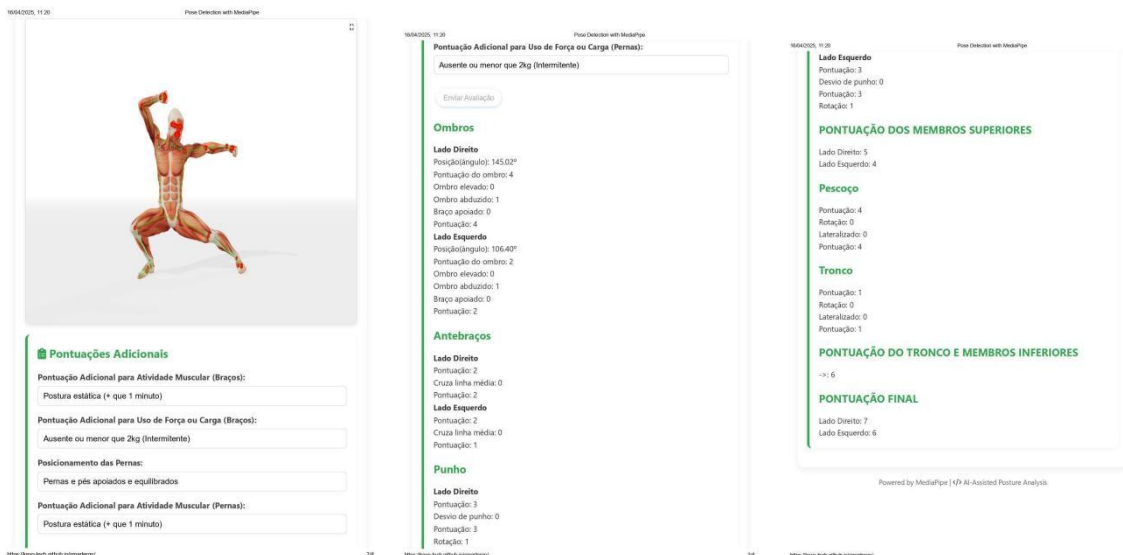 16/04/2025, 11:20
Pose Detection with MediaPipe
Pontuações Adicionais
Pontuação Adicional para Atividade Muscular (Braços):
Postura estática (+ que 1 minuto)
Pontuação Adicional para Uso de Força ou Carga (Braços):
Ausente ou menor que 2kg (Intermitente)
Posicionamento das Pernas:
Pernas e pés apoiados e equilibrados
Pontuação Adicional para Atividade Muscular (Pernas):
Postura estática (+ que 1 minuto)
16/04/2025, 11:20
Pose Detection with MediaPipe
Pontuação Adicional para Uso de Força ou Carga (Pernas):
Ausente ou menor que 2kg (Intermitente)
Enviar Avaliação
Ombros
Lado Direito
Posição(ângulo): 145.02º
Pontuação do ombro: 4
Ombro elevado: 0
Ombro abduzido: 1
Braço apoiado: 0
Pontuação: 4
Lado Esquerdo
Posição(ângulo): 106.40º
Pontuação do ombro: 2
Ombro elevado: 0
Ombro abduzido: 1
Braço apoiado: 0
Pontuação: 2
Antebraços
Lado Direito
Pontuação: 2
Cruza linha média: 0
Pontuação: 2
Lado Esquerdo
Pontuação: 2
Cruza linha média: 0
Pontuação: 1
Punho
Lado Direito
Pontuação: 3
Desvio de punho: 0
Pontuação: 3
Rotação: 1
16/04/2025, 11:20
Pose Detection with MediaPipe
Lado Esquerdo
Pontuação: 3
Desvio de punho: 0
Pontuação: 3
Rotação: 1
PONTUAÇÃO DOS MEMBROS SUPERIORES
Lado Direito: 5
Lado Esquerdo: 4
Pescoço
Pontuação: 4
Rotação: 0
Lateralizado: 0
Pontuação: 4
Tronco
Pontuação: 1
Rotação: 0
Lateralizado: 0
Pontuação: 1
PONTUAÇÃO DO TRONCO E MEMBROS INFERIORES
->: 6
PONTUAÇÃO FINAL
Lado Direito: 7
Lado Esquerdo: 6
Powered by MediaPipe | </> AI-Assisted Posture Analysis